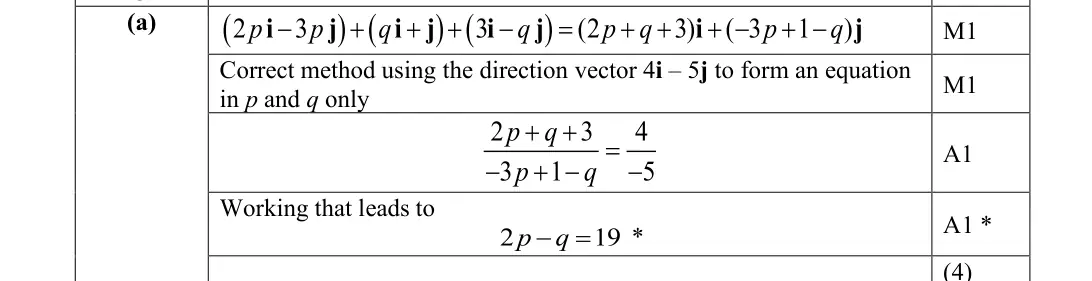 (a) (2pi−3pj)+(qi+j)+(3i−qj)=(2p+q+3)i+(−3p+1−q)j M1
Correct method using the direction vector 4i – 5j to form an equation
in p and q only M1
(2p+q+3)/(−3p+1−q) = 4/−5 A1
Working that leads to
2p−q=19 * A1 *
(4)